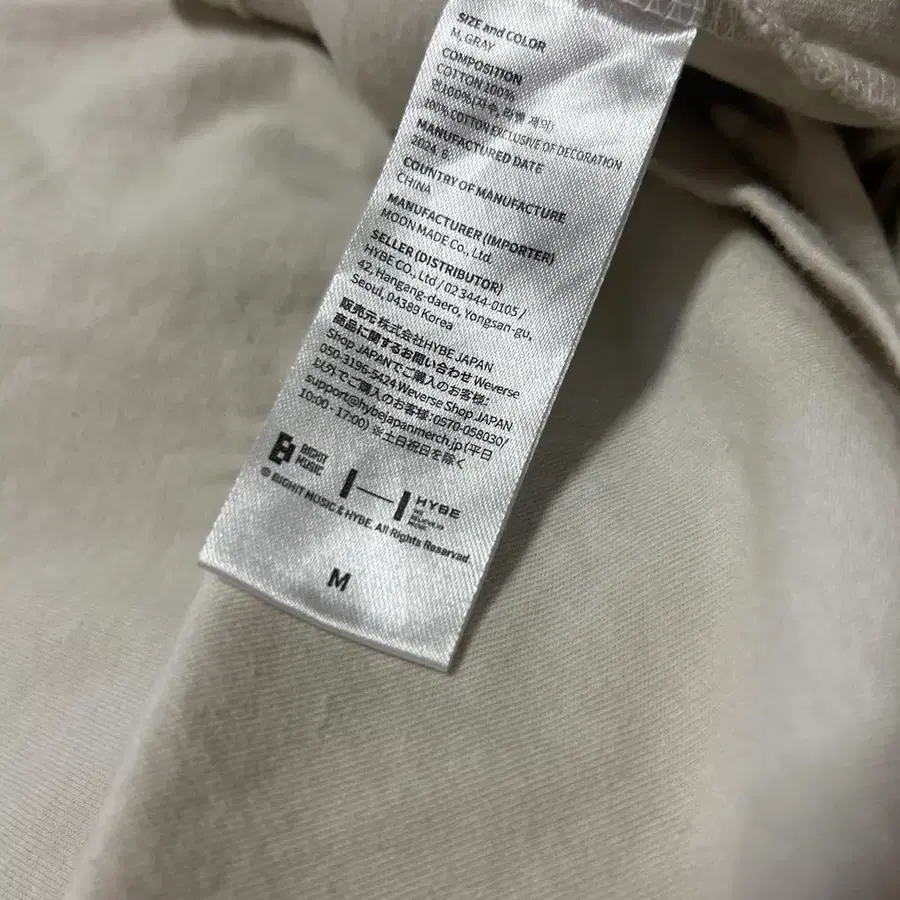 SIZE and COLOR
M, GRAY
COMPOSITION
COTTON 100%
면100%(자수, 라벨 제외)
100% COTTON EXCLUSIVE OF DECORATION
MANUFACTURED DATE
2024. 6.
COUNTRY OF MANUFACTURE
CHINA
MANUFACTURER (IMPORTER)
MOON MADE Co., Ltd.
SELLER (DISTRIBUTOR)
HYBE CO., Ltd / 02 3444-0105 /
42, Hangang-daero, Yongsan-gu,
Seoul, 04389 Korea
販売元 株式会社HYBE JAPAN
商品に関するお問い合わせ Weverse
Shop JAPANでご購入のお客様:
050-3196-5424 Weverse Shop JAPAN
以外でご購入のお客様:0570-058030/
support@hybejapanmerch.jp (平日
10:00 - 17:00) ※土日祝日を除く
BIGHIT
MUSIC
HYBE
© BIGHIT MUSIC & HYBE. All Rights Reserved.
M